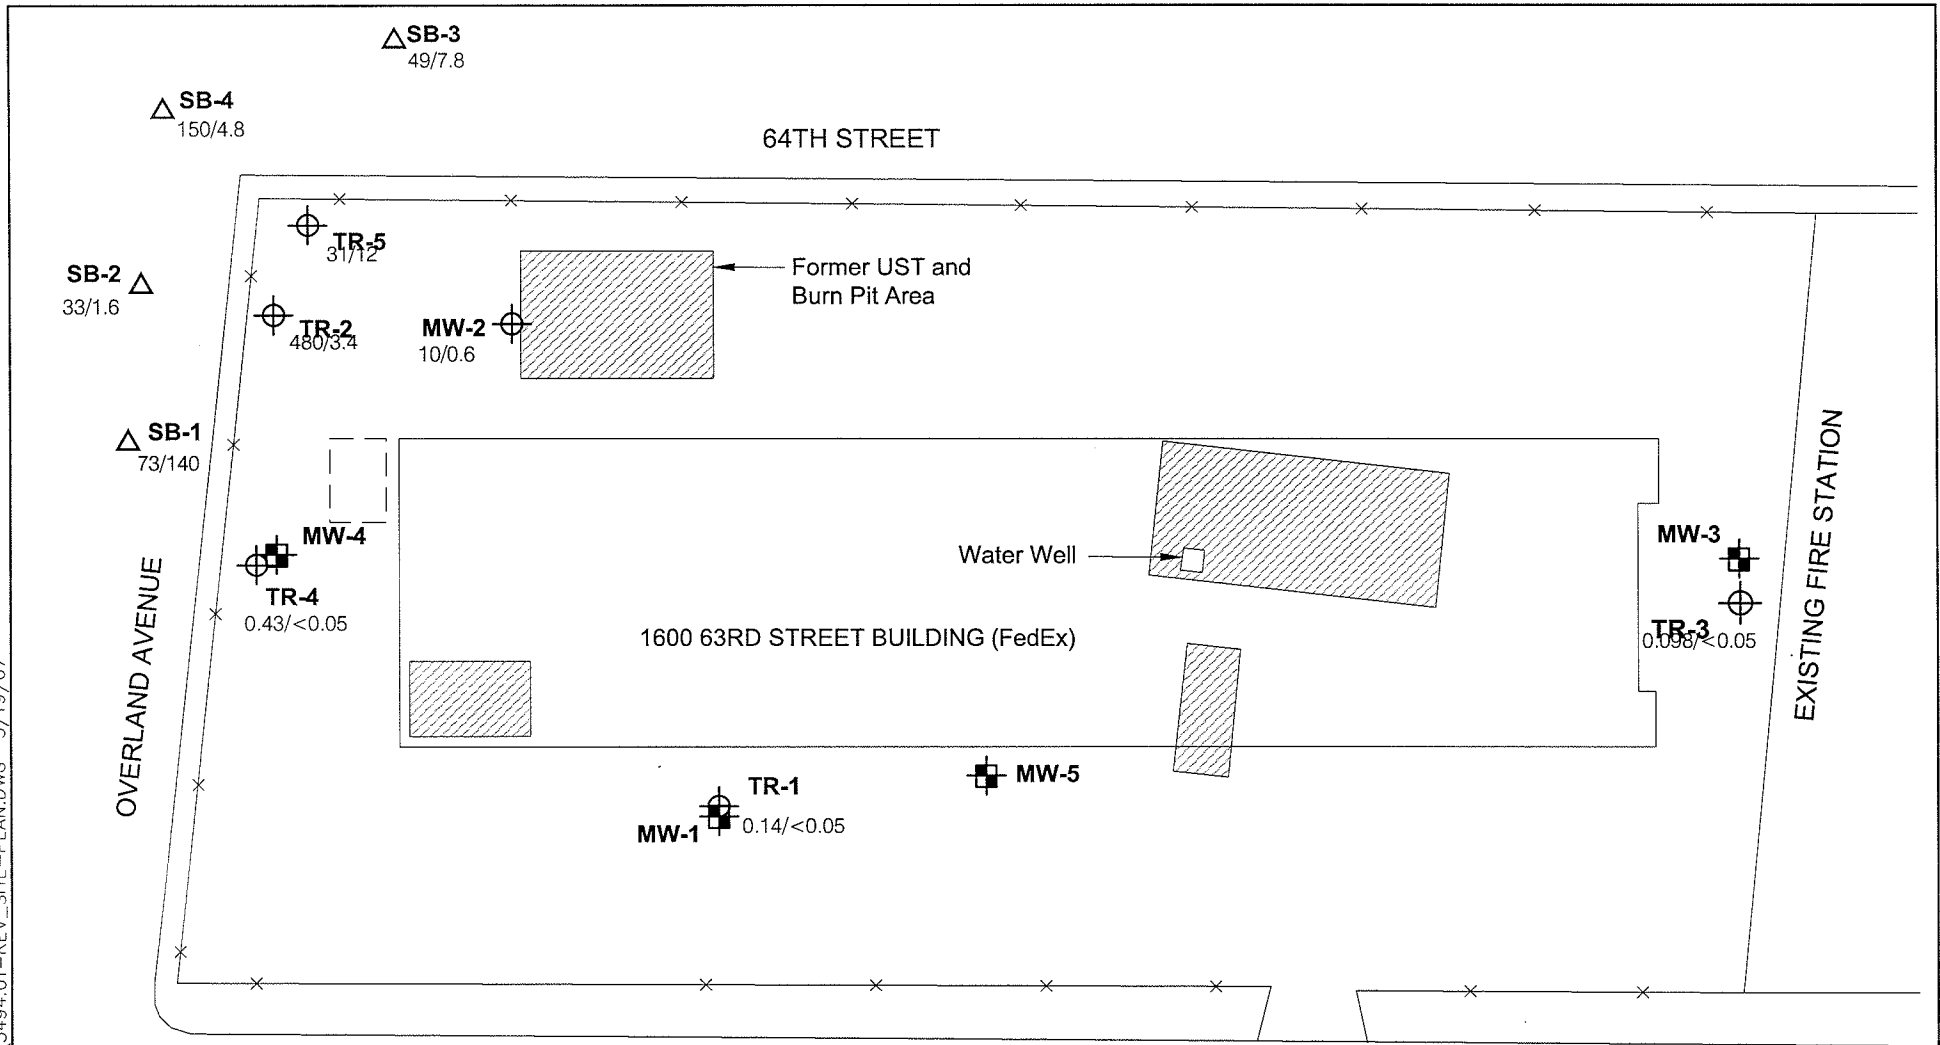 SB-3
49/7.8
SB-4
150/4.8
64TH STREET
TR-5
31/12
SB-2
33/1.6
Former UST and
Burn Pit Area
TR-2
480/3.4
MW-2
10/0.6
SB-1
73/140
MW-4
TR-4
0.43/<0.05
OVERLAND AVENUE
Water Well
1600 63RD STREET BUILDING (FedEx)
MW-3
TR-3
0.098/<0.05
EXISTING FIRE STATION
MW-5
TR-1
MW-1
0.14/<0.05